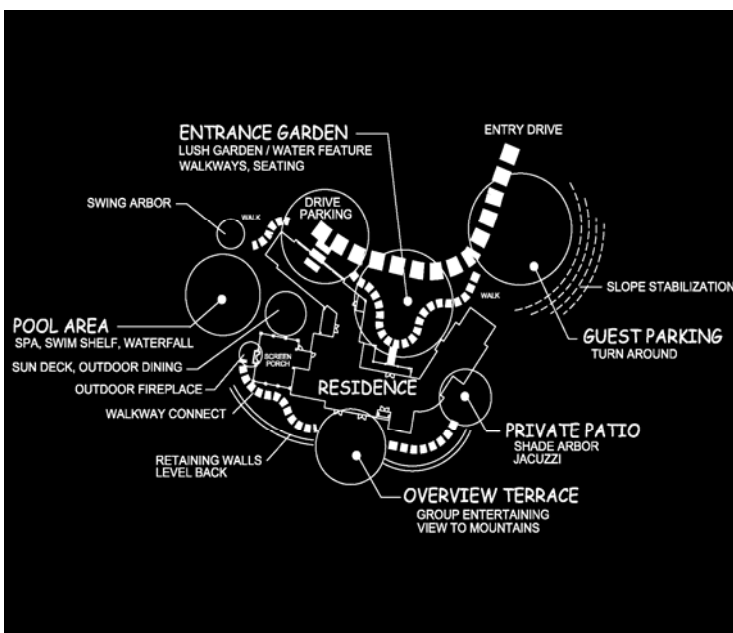 ENTRANCE GARDEN
LUSH GARDEN / WATER FEATURE
WALKWAYS, SEATING
ENTRY DRIVE
SWING ARBOR
WALK
DRIVE
PARKING
WALK
SLOPE STABILIZATION
POOL AREA
SPA, SWIM SHELF, WATERFALL
GUEST PARKING
TURN AROUND
SUN DECK, OUTDOOR DINING
SCREEN
PORCH
OUTDOOR FIREPLACE
RESIDENCE
WALKWAY CONNECT
PRIVATE PATIO
SHADE ARBOR
JACUZZI
RETAINING WALLS
LEVEL BACK
OVERVIEW TERRACE
GROUP ENTERTAINING
VIEW TO MOUNTAINS